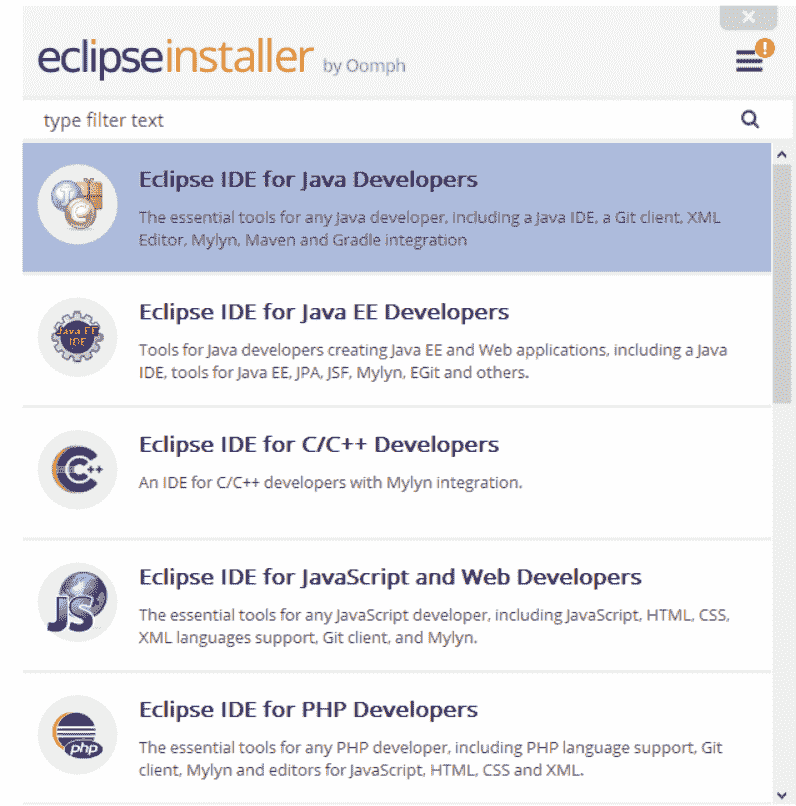 eclipseinstaller by Oomph
!
type filter text
Eclipse IDE for Java Developers
The essential tools for any Java developer, including a Java IDE, a Git client, XML
Editor, Mylyn, Maven and Gradle integration
Java EE
IDE
Eclipse IDE for Java EE Developers
Tools for Java developers creating Java EE and Web applications, including a Java
IDE, tools for Java EE, JPA, JSF, Mylyn, EGit and others.
C++
Eclipse IDE for C/C++ Developers
An IDE for C/C++ developers with Mylyn integration.
JS
Eclipse IDE for JavaScript and Web Developers
The essential tools for any JavaScript developer, including JavaScript, HTML, CSS,
XML languages support, Git client, and Mylyn.
php
Eclipse IDE for PHP Developers
The essential tools for any PHP developer, including PHP language support, Git
client, Mylyn and editors for JavaScript, HTML, CSS and XML.